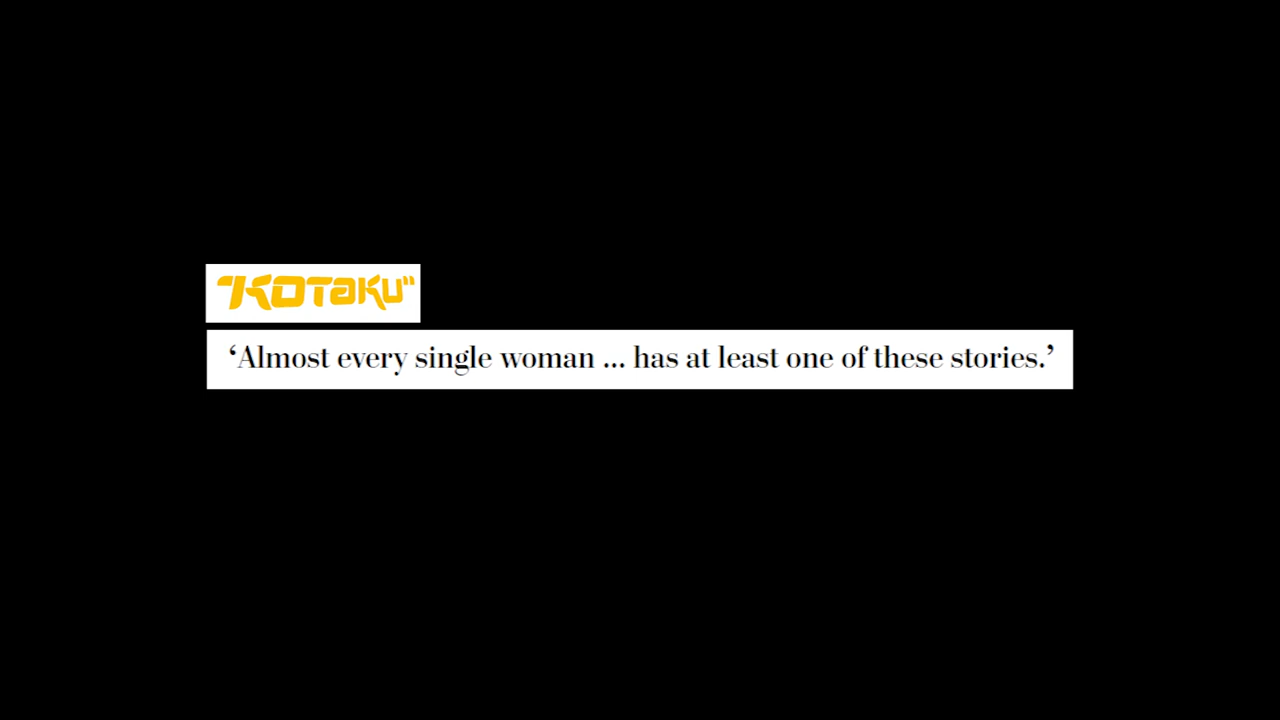 "KOTAKU"
‘Almost every single woman ... has at least one of these stories.’